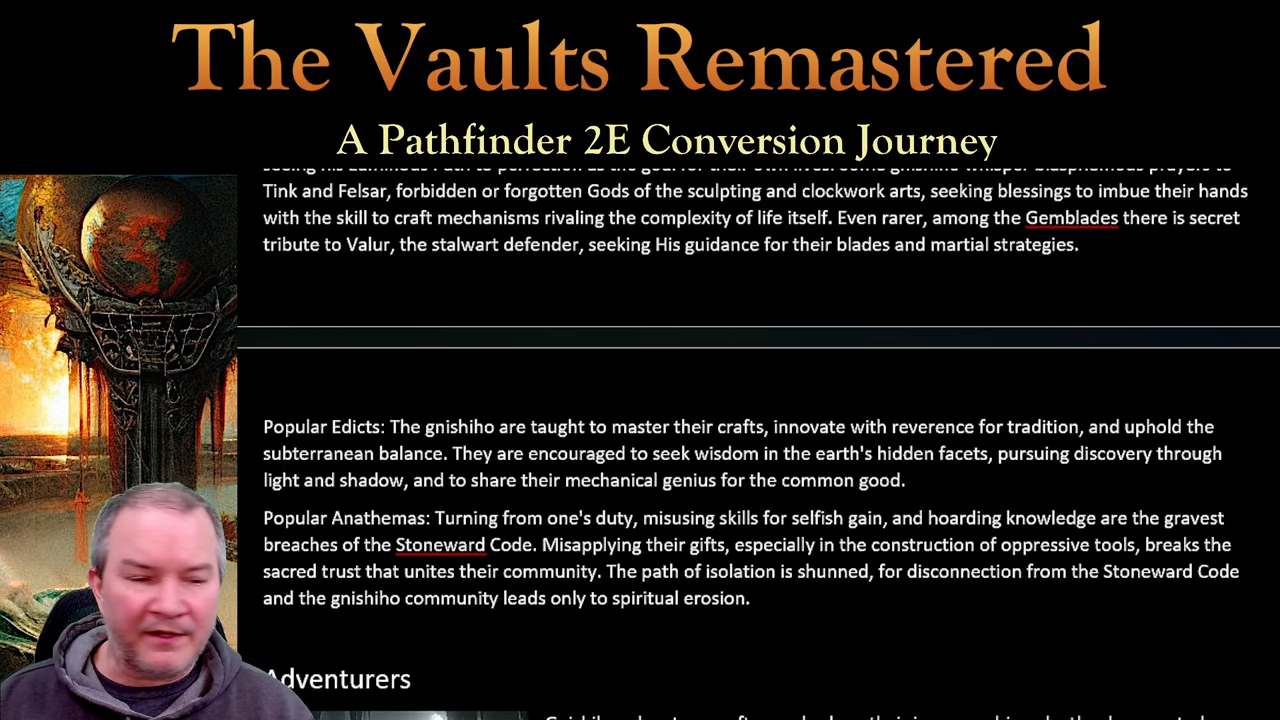 The Vaults Remastered
A Pathfinder 2E Conversion Journey
Tink and Felsar, forbidden or forgotten Gods of the sculpting and clockwork arts, seeking blessings to imbue their hands
with the skill to craft mechanisms rivaling the complexity of life itself. Even rarer, among the Gemblades there is secret
tribute to Valur, the stalwart defender, seeking His guidance for their blades and martial strategies.
Popular Edicts: The gnishiho are taught to master their crafts, innovate with reverence for tradition, and uphold the
subterranean balance. They are encouraged to seek wisdom in the earth's hidden facets, pursuing discovery through
light and shadow, and to share their mechanical genius for the common good.
Popular Anathemas: Turning from one's duty, misusing skills for selfish gain, and hoarding knowledge are the gravest
breaches of the Stoneward Code. Misapplying their gifts, especially in the construction of oppressive tools, breaks the
sacred trust that unites their community. The path of isolation is shunned, for disconnection from the Stoneward Code
and the gnishiho community leads only to spiritual erosion.
Adventurers